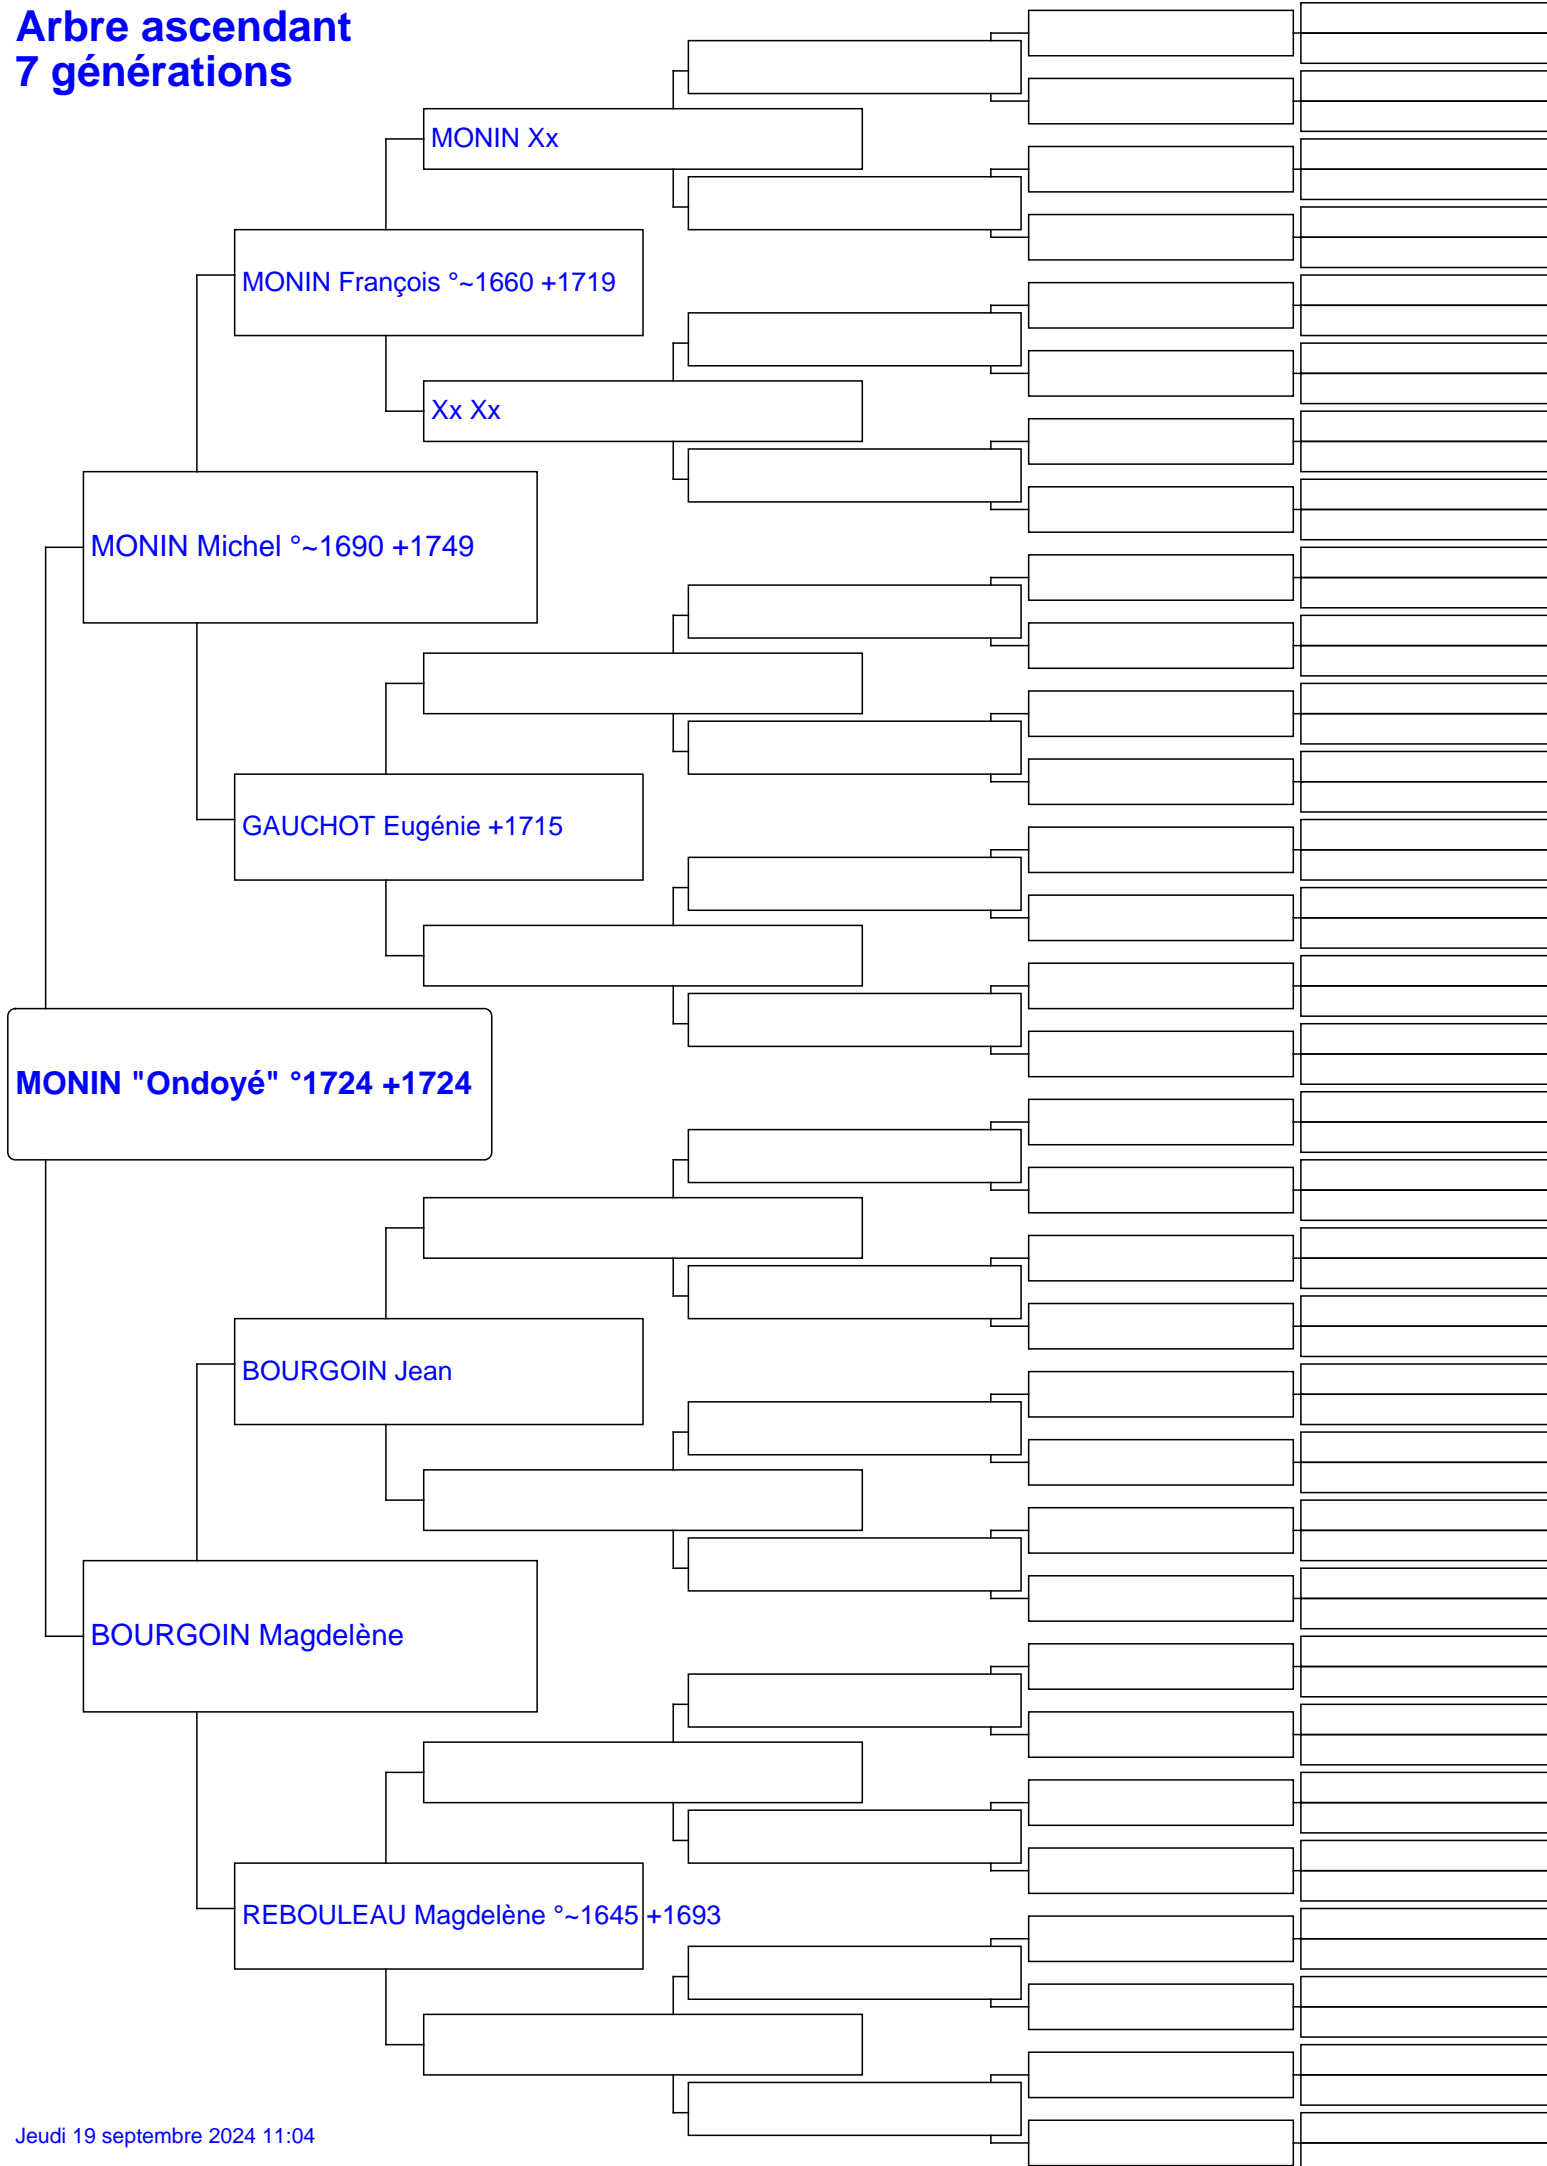 Arbre ascendant
7 générations
MONIN Xx
MONIN François °~1660 +1719
Xx Xx
MONIN Michel °~1690 +1749
GAUCHOT Eugénie +1715
MONIN "Ondoyé" °1724 +1724
BOURGOIN Jean
BOURGOIN Magdelène
REBOULEAU Magdelène °~1645 +1693
Jeudi 19 septembre 2024 11:04